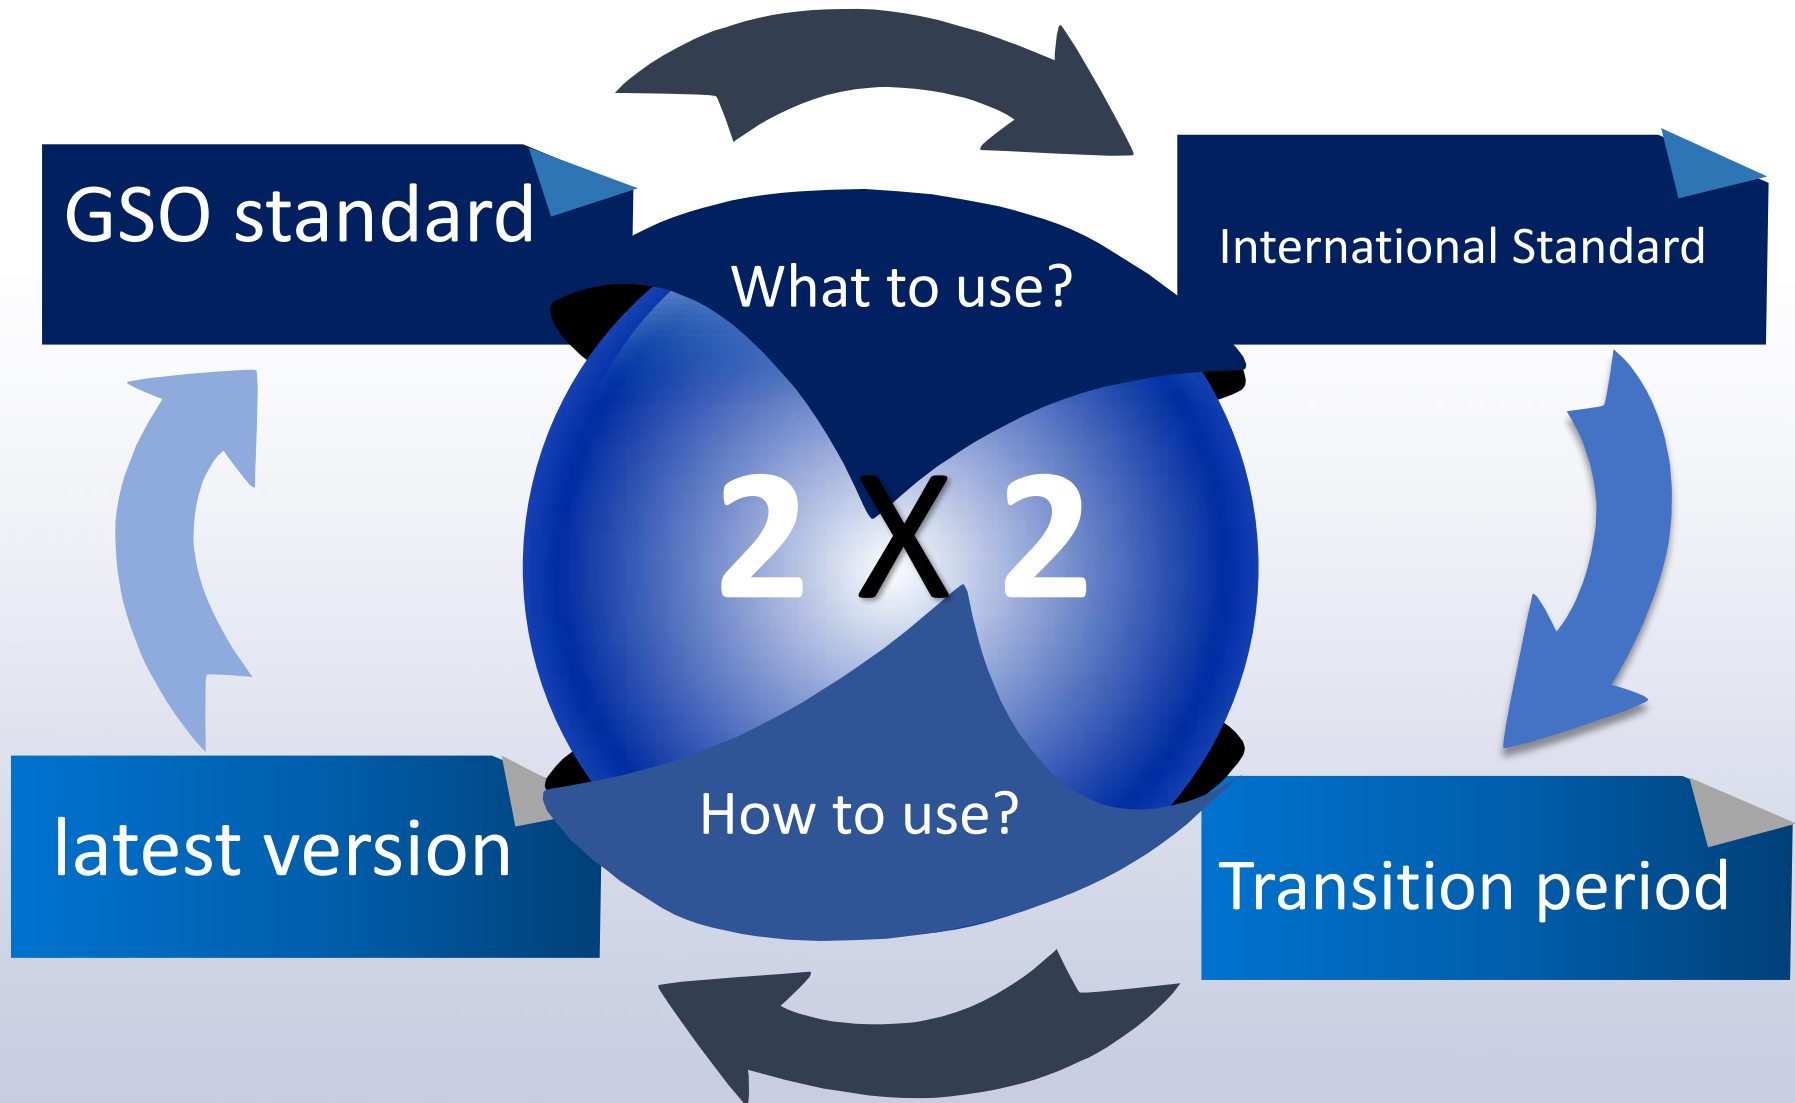 GSO standard
International Standard
What to use?
2 X 2
How to use?
latest version
Transition period